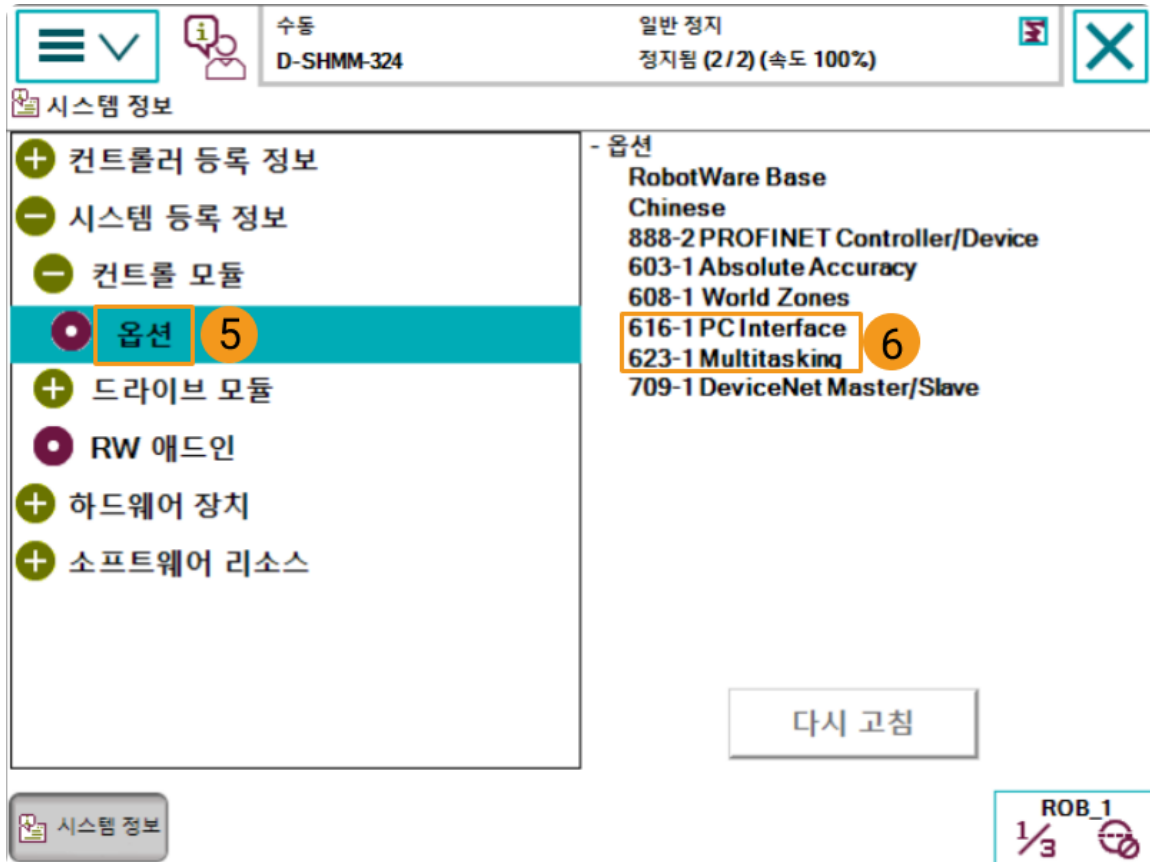 수동
D-SHMM-324
일반 정지
정지됨 (2/2) (속도 100%)
시스템 정보
컨트롤러 등록 정보
시스템 등록 정보
컨트롤 모듈
옵션 5
드라이브 모듈
RW 애드인
하드웨어 장치
소프트웨어 리소스
- 옵션
RobotWare Base
Chinese
888-2 PROFINET Controller/Device
603-1 Absolute Accuracy
608-1 World Zones
616-1 PC Interface
623-1 Multitasking
6
709-1 DeviceNet Master/Slave
다시 고침
시스템 정보
ROB_1
1/3